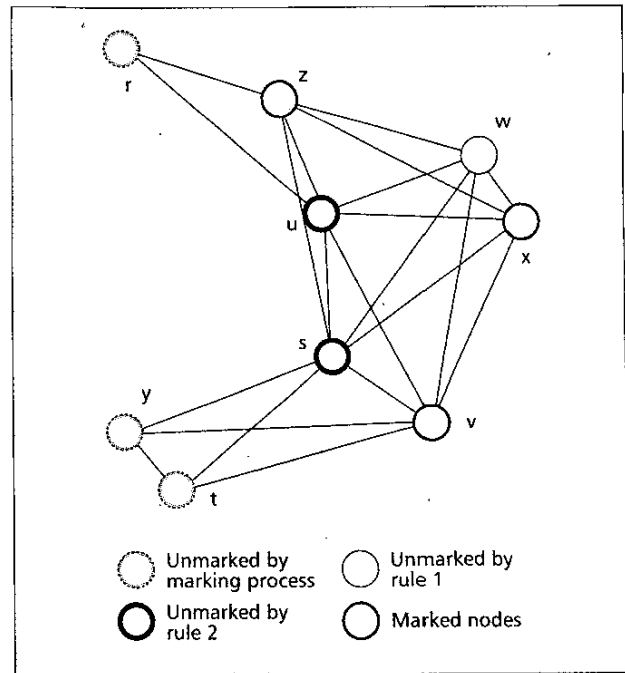 r
z
w
u
x
s
y
v
t
Unmarked by
marking process
Unmarked by
rule 1
Unmarked by
rule 2
Marked nodes